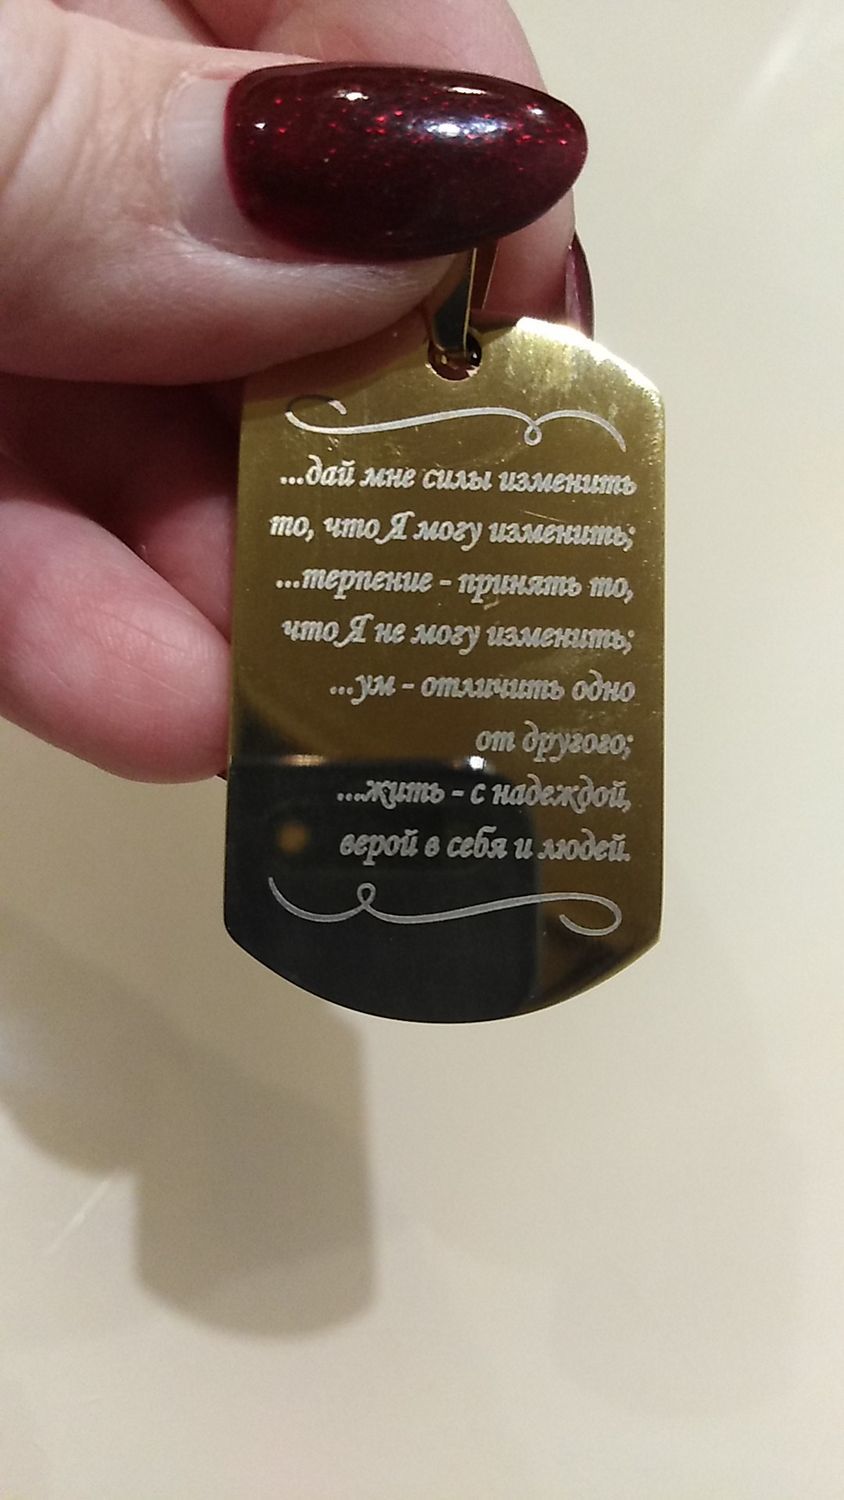 ...дай мне силы изменить
то, что Я могу изменить;
...терпение - принять то,
что Я не могу изменить;
...ум - отличить одно
от другого;
...жить - с надеждой,
верой в себя и людей.